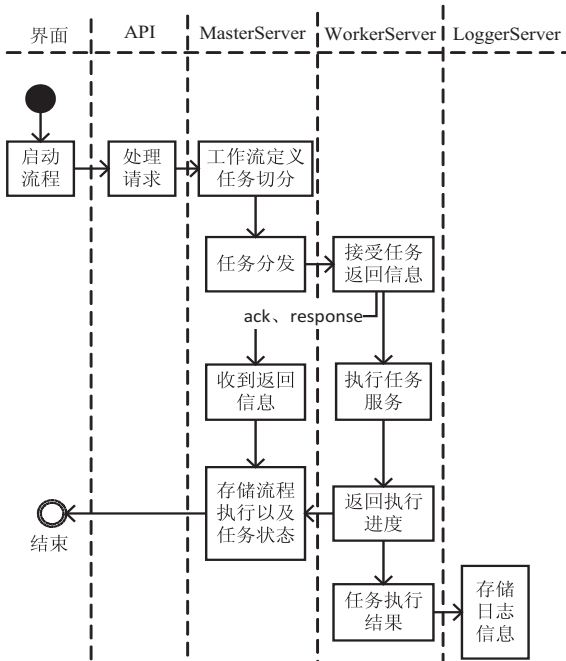 界面 API MasterServer WorkerServer LoggerServer
启动
流程
处理
请求
工作流定义
任务切分
任务分发
接受任务
返回信息
ack、response
收到返回
信息
执行任务
服务
存储流程
执行以及
任务状态
返回执行
进度
结束
任务执行
结果
存储
日志
信息